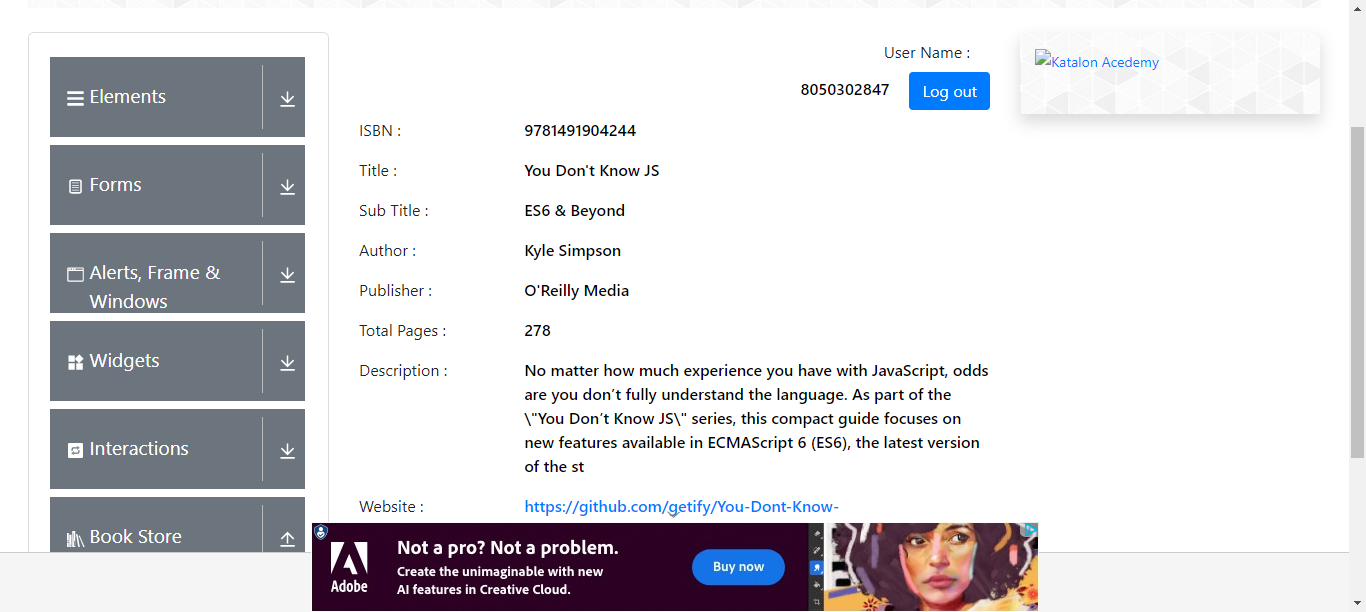 Elements
Forms
Alerts, Frame &
Windows
Widgets
Interactions
Book Store
User Name :
8050302847 Log out
ISBN : 9781491904244
Title : You Don't Know JS
Sub Title : ES6 & Beyond
Author : Kyle Simpson
Publisher : O'Reilly Media
Total Pages : 278
Description : No matter how much experience you have with JavaScript, odds
are you don’t fully understand the language. As part of the
\"You Don’t Know JS\" series, this compact guide focuses on
new features available in ECMAScript 6 (ES6), the latest version
of the st
Website : https://github.com/getify/You-Dont-Know-
Katalon Acedemy
Adobe
Not a pro? Not a problem.
Create the unimaginable with new
AI features in Creative Cloud.
Buy now